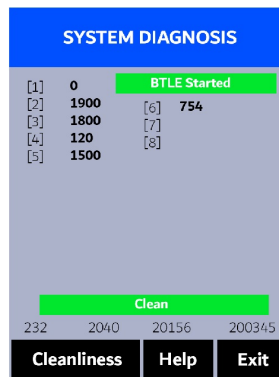 SYSTEM DIAGNOSIS
[1] 0 BTLE Started
[2] 1900 [6] 754
[3] 1800 [7]
[4] 120 [8]
[5] 1500
Clean
232 2040 20156 200345
Cleanliness Help Exit